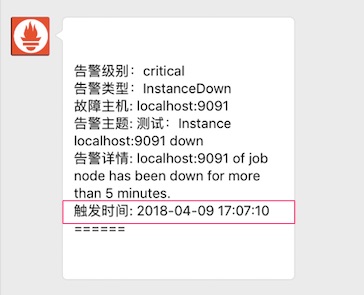 告警级别：critical
告警类型：InstanceDown
故障主机: localhost:9091
告警主题: 测试：Instance
localhost:9091 down
告警详情: localhost:9091 of job
node has been down for more
than 5 minutes.
触发时间: 2018-04-09 17:07:10
======